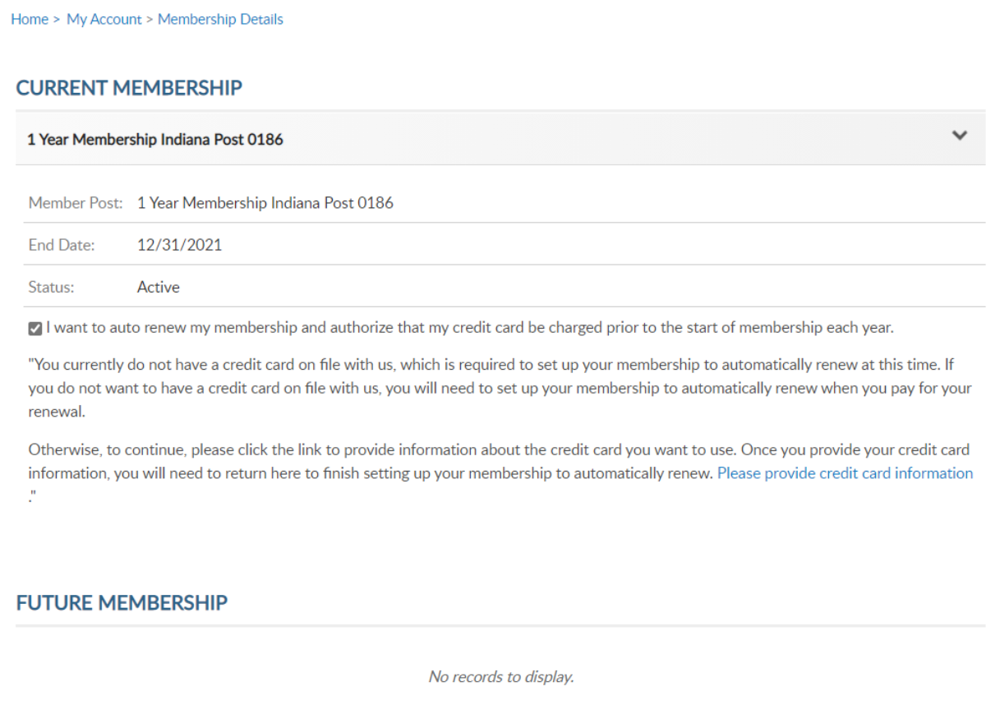 Home > My Account > Membership Details
CURRENT MEMBERSHIP
1 Year Membership Indiana Post 0186
Member Post: 1 Year Membership Indiana Post 0186
End Date: 12/31/2021
Status: Active
I want to auto renew my membership and authorize that my credit card be charged prior to the start of membership each year.
"You currently do not have a credit card on file with us, which is required to set up your membership to automatically renew at this time. If
you do not want to have a credit card on file with us, you will need to set up your membership to automatically renew when you pay for your
renewal.
Otherwise, to continue, please click the link to provide information about the credit card you want to use. Once you provide your credit card
information, you will need to return here to finish setting up your membership to automatically renew. Please provide credit card information
."
FUTURE MEMBERSHIP
No records to display.